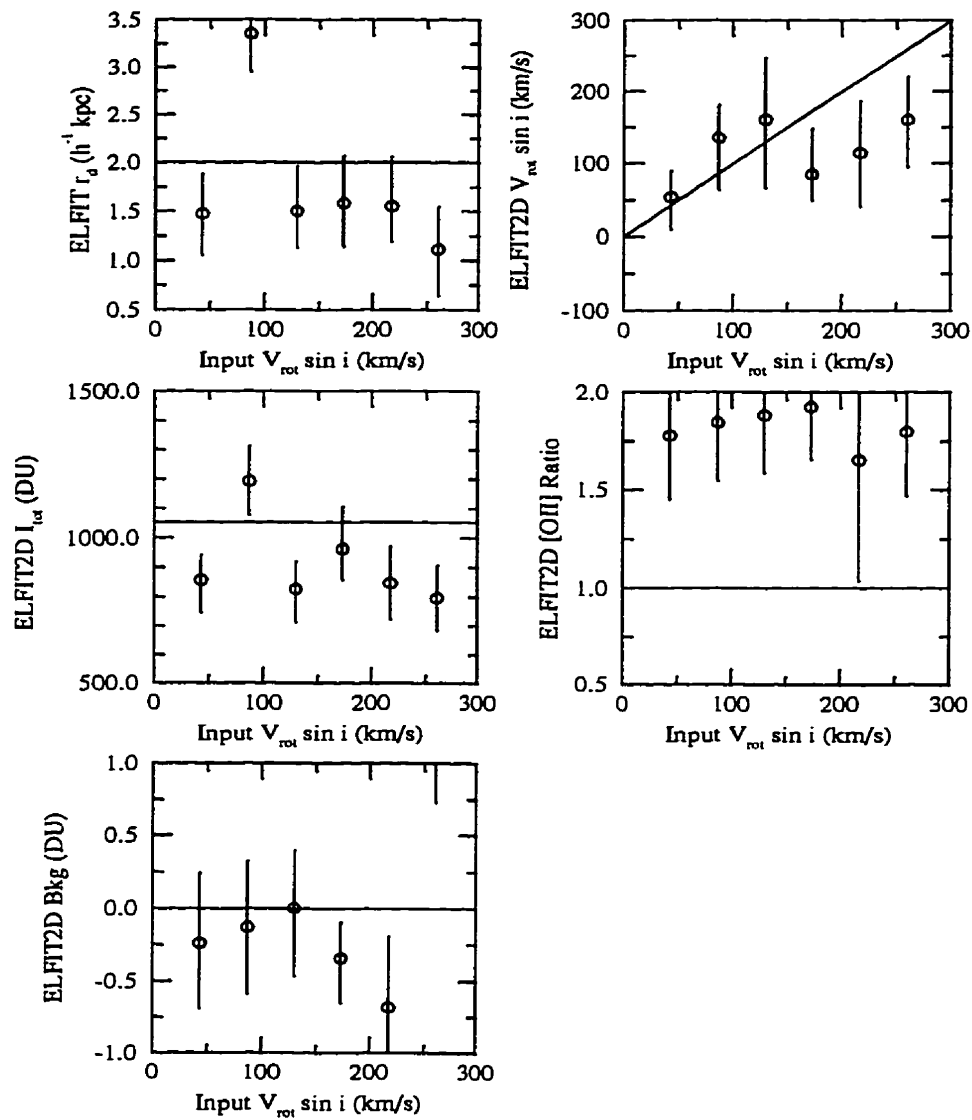 ELFIT r_d (h^-1 kpc)
3.5
3.0
2.5
2.0
1.5
1.0
0.5
0 100 200 300
Input V_rot sin i (km/s)
ELFIT2D V_rot sin i (km/s)
300
200
100
0
-100
0 100 200 300
Input V_rot sin i (km/s)
ELFIT2D I_tot (DU)
1500.0
1000.0
500.0
0 100 200 300
Input V_rot sin i (km/s)
ELFIT2D [OII] Ratio
2.0
1.5
1.0
0.5
0 100 200 300
Input V_rot sin i (km/s)
ELFIT2D Bkg (DU)
1.0
0.5
0.0
-0.5
-1.0
0 100 200 300
Input V_rot sin i (km/s)